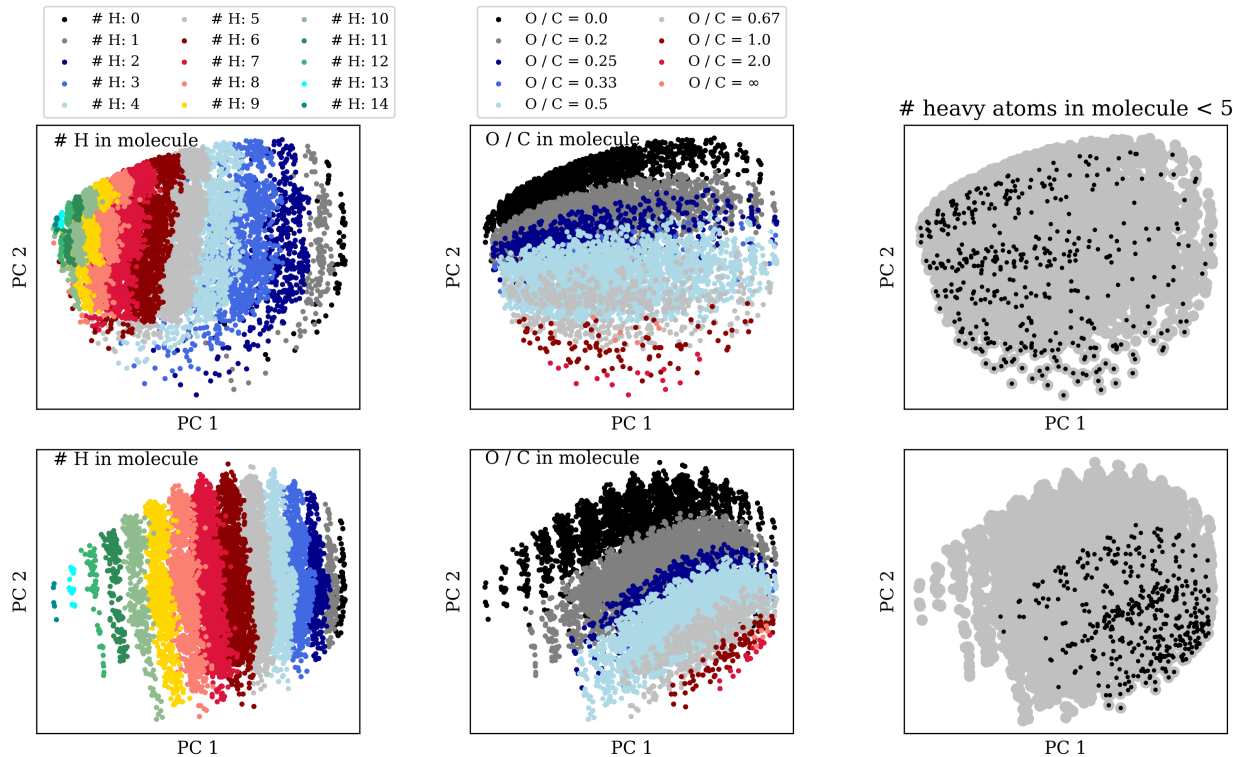 # H: 0 # H: 5 # H: 10
# H: 1 # H: 6 # H: 11
# H: 2 # H: 7 # H: 12
# H: 3 # H: 8 # H: 13
# H: 4 # H: 9 # H: 14
O / C = 0.0 O / C = 0.67
O / C = 0.2 O / C = 1.0
O / C = 0.25 O / C = 2.0
O / C = 0.33 O / C = ∞
O / C = 0.5
# H in molecule
PC 2
PC 1
O / C in molecule
PC 2
PC 1
# heavy atoms in molecule < 5
PC 2
PC 1
# H in molecule
PC 2
PC 1
O / C in molecule
PC 2
PC 1
PC 2
PC 1